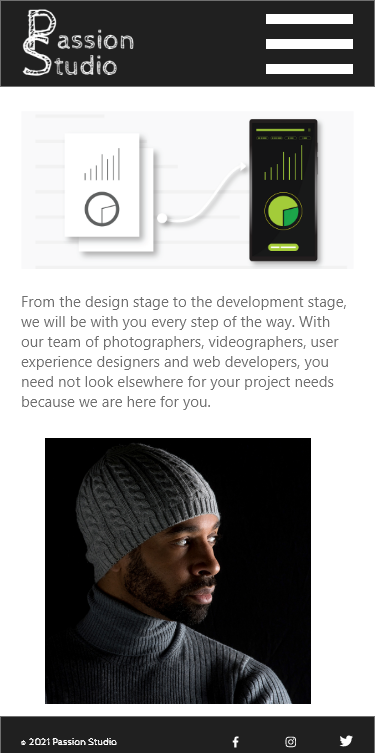 Passion
Studio
From the design stage to the development stage,
we will be with you every step of the way. With
our team of photographers, videographers, user
experience designers and web developers, you
need not look elsewhere for your project needs
because we are here for you.
© 2021 Passion Studio